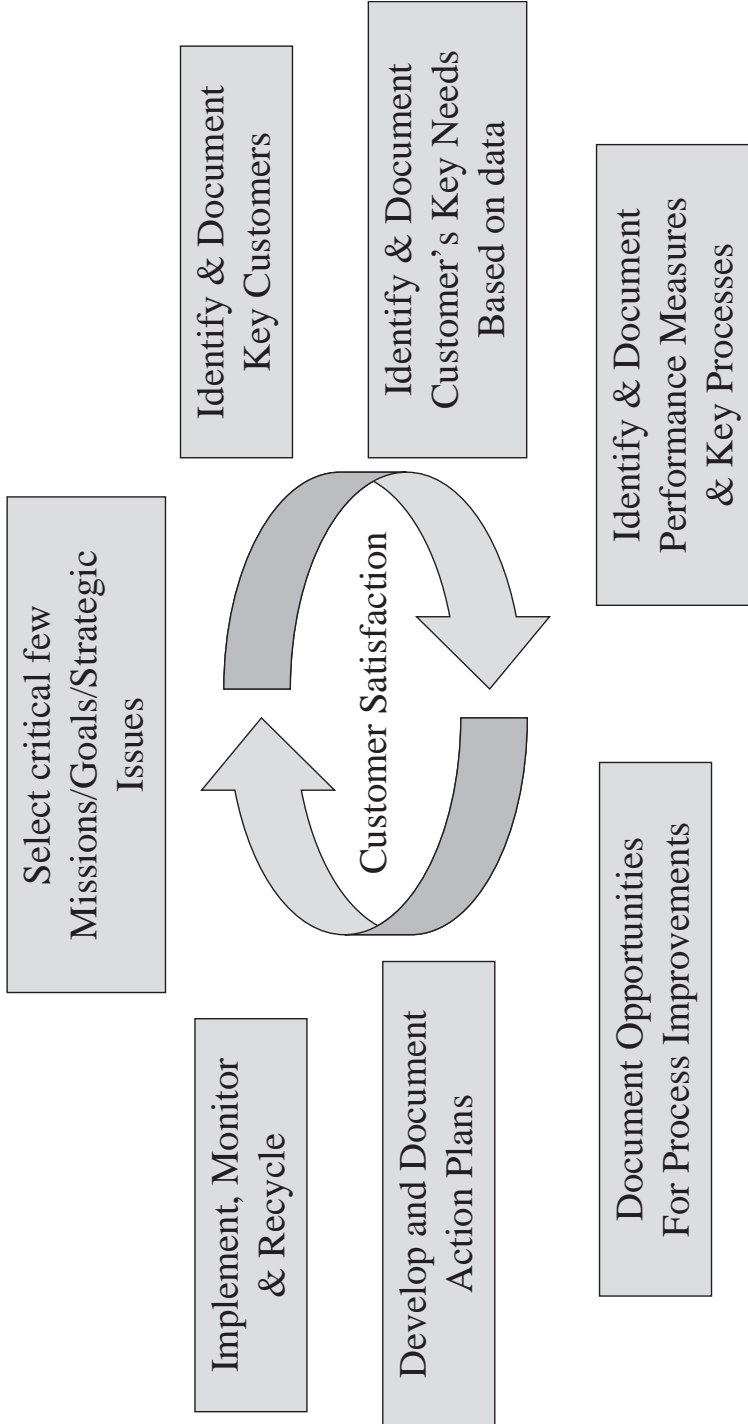 Select critical few
Missions/Goals/Strategic
Issues
Identify & Document
Key Customers
Identify & Document
Customer's Key Needs
Based on data
Identify & Document
Performance Measures
& Key Processes
Document Opportunities
For Process Improvements
Develop and Document
Action Plans
Implement, Monitor
& Recycle
Customer Satisfaction